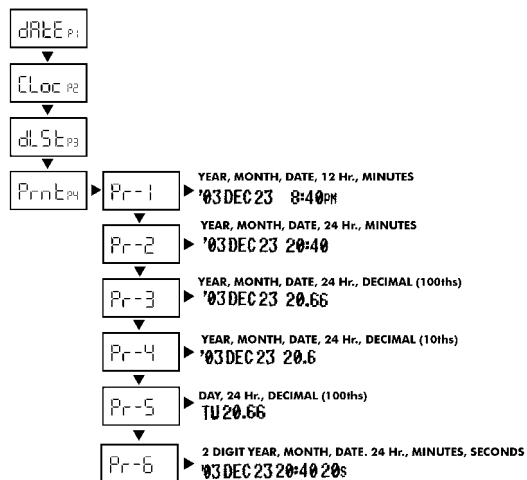 dAtE P1
CLoc P2
dLSt P3
Prnt P4
Pr-1
YEAR, MONTH, DATE, 12 Hr., MINUTES
'03 DEC 23 8:40PM
Pr-2
YEAR, MONTH, DATE, 24 Hr., MINUTES
'03 DEC 23 20:40
Pr-3
YEAR, MONTH, DATE, 24 Hr., DECIMAL (100ths)
'03 DEC 23 20.66
Pr-4
YEAR, MONTH, DATE, 24 Hr., DECIMAL (10ths)
'03 DEC 23 20.6
Pr-5
DAY, 24 Hr., DECIMAL (100ths)
TU 20.66
Pr-6
2 DIGIT YEAR, MONTH, DATE. 24 Hr., MINUTES, SECONDS
'03 DEC 23 20:40 20s